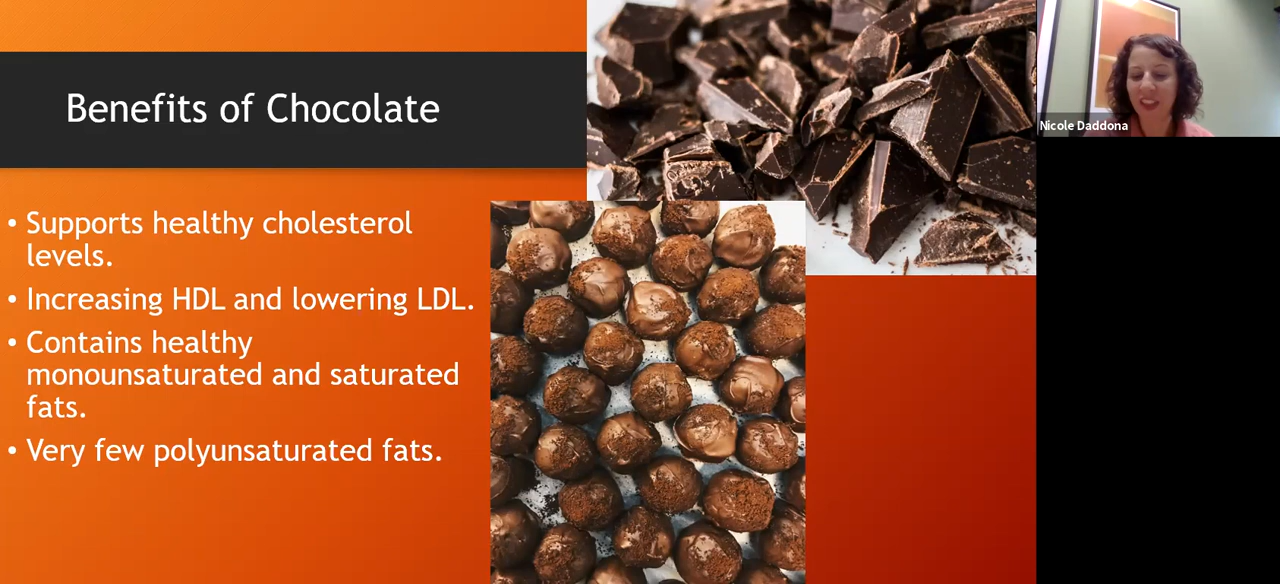 Benefits of Chocolate
• Supports healthy cholesterol
levels.
• Increasing HDL and lowering LDL.
• Contains healthy
monounsaturated and saturated
fats.
• Very few polyunsaturated fats.
Nicole Daddona